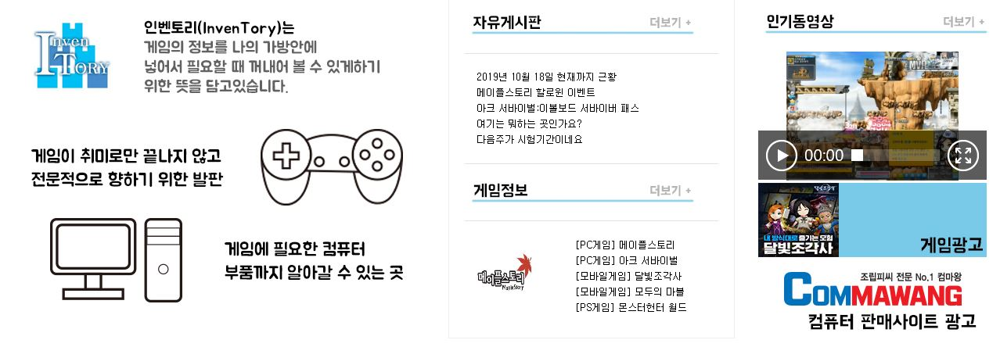 Inven
Tory
인벤토리(InvenTory)는
게임의 정보를 나의 가방안에
넣어서 필요할 때 꺼내어 볼 수 있게하기
위한 뜻을 담고있습니다.
게임이 취미로만 끝나지 않고
전문적으로 향하기 위한 발판
게임에 필요한 컴퓨터
부품까지 알아갈 수 있는 곳
자유게시판
더보기 +
2019년 10월 18일 현재까지 근황
메이플스토리 할로윈 이벤트
아크 서바이벌:이볼보드 서바이버 패스
여기는 뭐하는 곳인가요?
다음주가 시험기간이네요
게임정보
더보기 +
메이플스토리
MapleStory
[PC게임] 메이플스토리
[PC게임] 아크 서바이벌
[모바일게임] 달빛조각사
[모바일게임] 모두의 마블
[PS게임] 몬스터헌터 월드
인기동영상
더보기 +
00:00
내 방식대로 즐기는 모험
달빛조각사
게임광고
조립피씨 전문 No.1 컴마왕
COMMAWANG
컴퓨터 판매사이트 광고